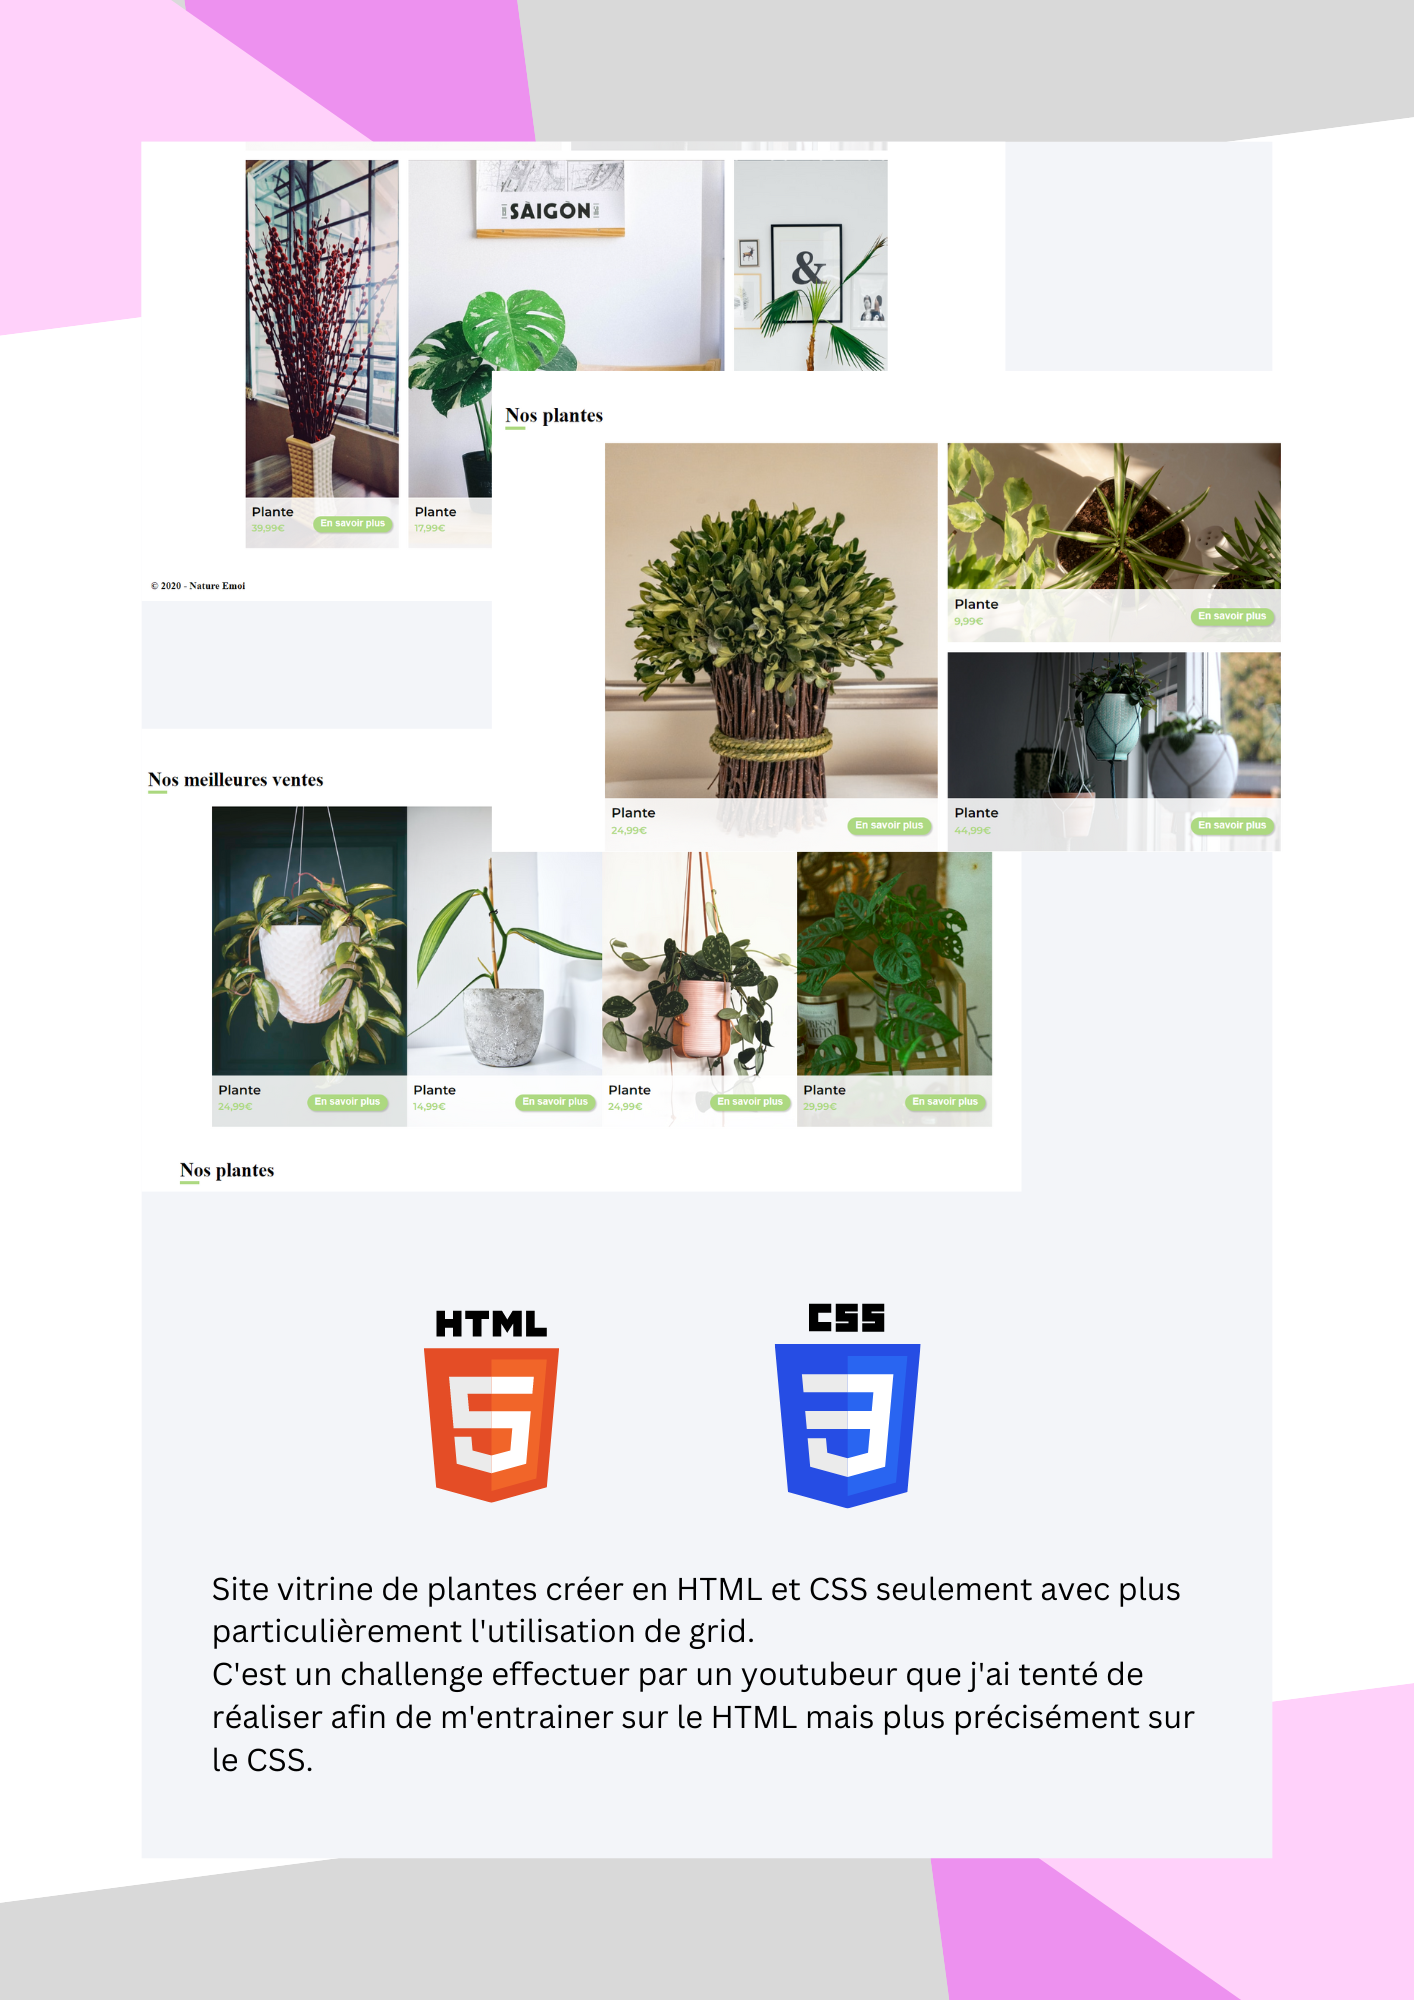 SAIGON
&
Nos plantes
Plante
39,99€
En savoir plus
Plante
17,99€
Plante
9,99€
En savoir plus
© 2020 - Nature Emoi
Nos meilleures ventes
Plante
24,99€
En savoir plus
Plante
44,99€
En savoir plus
Plante
24,99€
En savoir plus
Plante
14,99€
En savoir plus
Plante
24,99€
En savoir plus
Plante
29,99€
En savoir plus
Nos plantes
HTML
5
CSS
3
Site vitrine de plantes créer en HTML et CSS seulement avec plus
particulièrement l'utilisation de grid.
C'est un challenge effectuer par un youtubeur que j'ai tenté de
réaliser afin de m'entrainer sur le HTML mais plus précisément sur
le CSS.